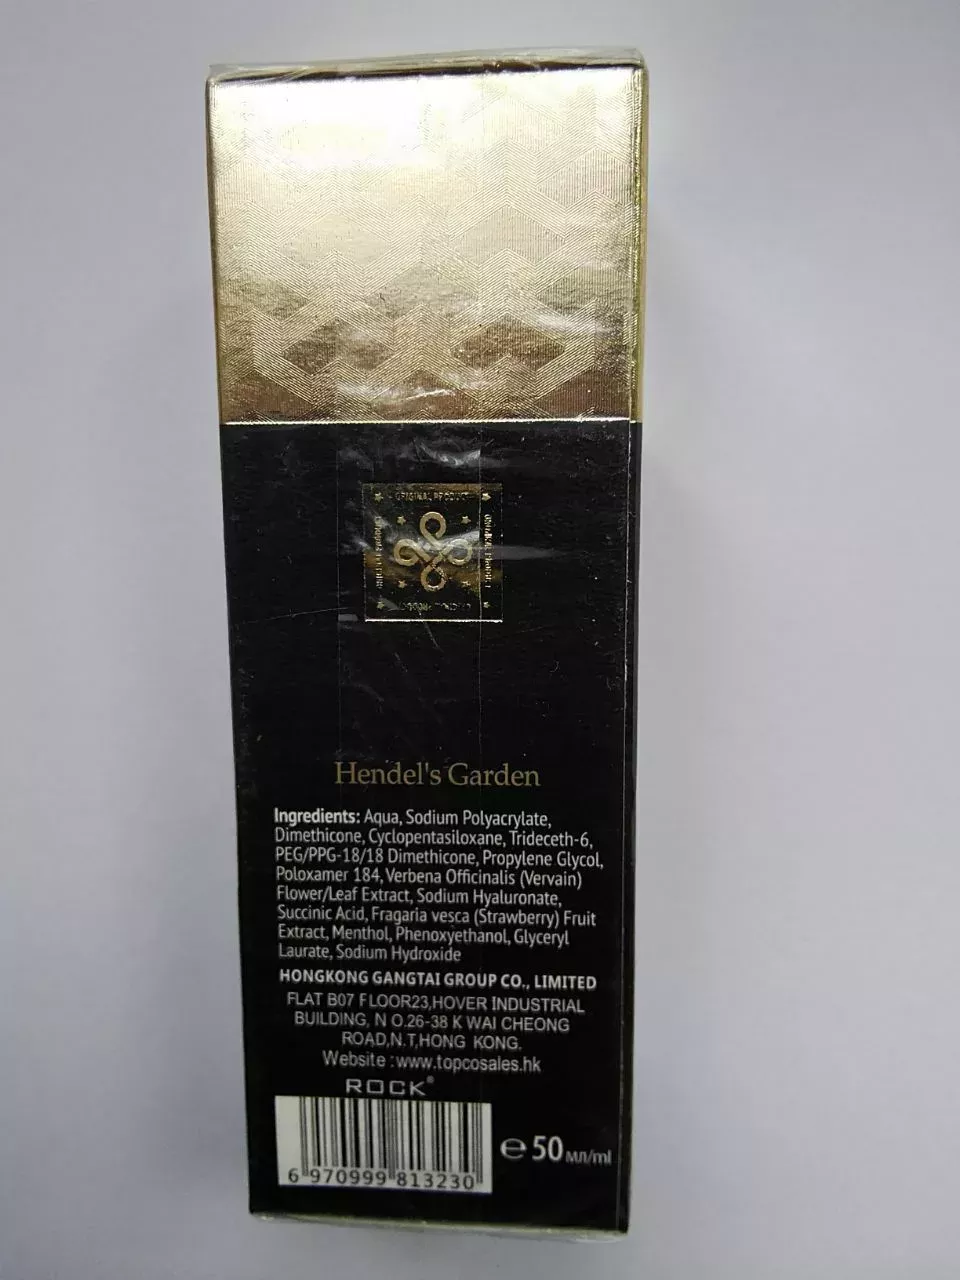 ORIGINAL PRODUCT
Hendel's Garden
Ingredients: Aqua, Sodium Polyacrylate,
Dimethicone, Cyclopentasiloxane, Trideceth-6,
PEG/PPG-18/18 Dimethicone, Propylene Glycol,
Poloxamer 184, Verbena Officinalis (Vervain)
Flower/Leaf Extract, Sodium Hyaluronate,
Succinic Acid, Fragaria vesca (Strawberry) Fruit
Extract, Menthol, Phenoxyethanol, Glyceryl
Laurate, Sodium Hydroxide
HONGKONG GANGTAI GROUP CO., LIMITED
FLAT B07 FLOOR23,HOVER INDUSTRIAL
BUILDING, N O.26-38 K WAI CHEONG
ROAD,N.T,HONG KONG.
Website :www.topcosales.hk
ROCK®
℮ 50 мл/ml
6 970999 813230